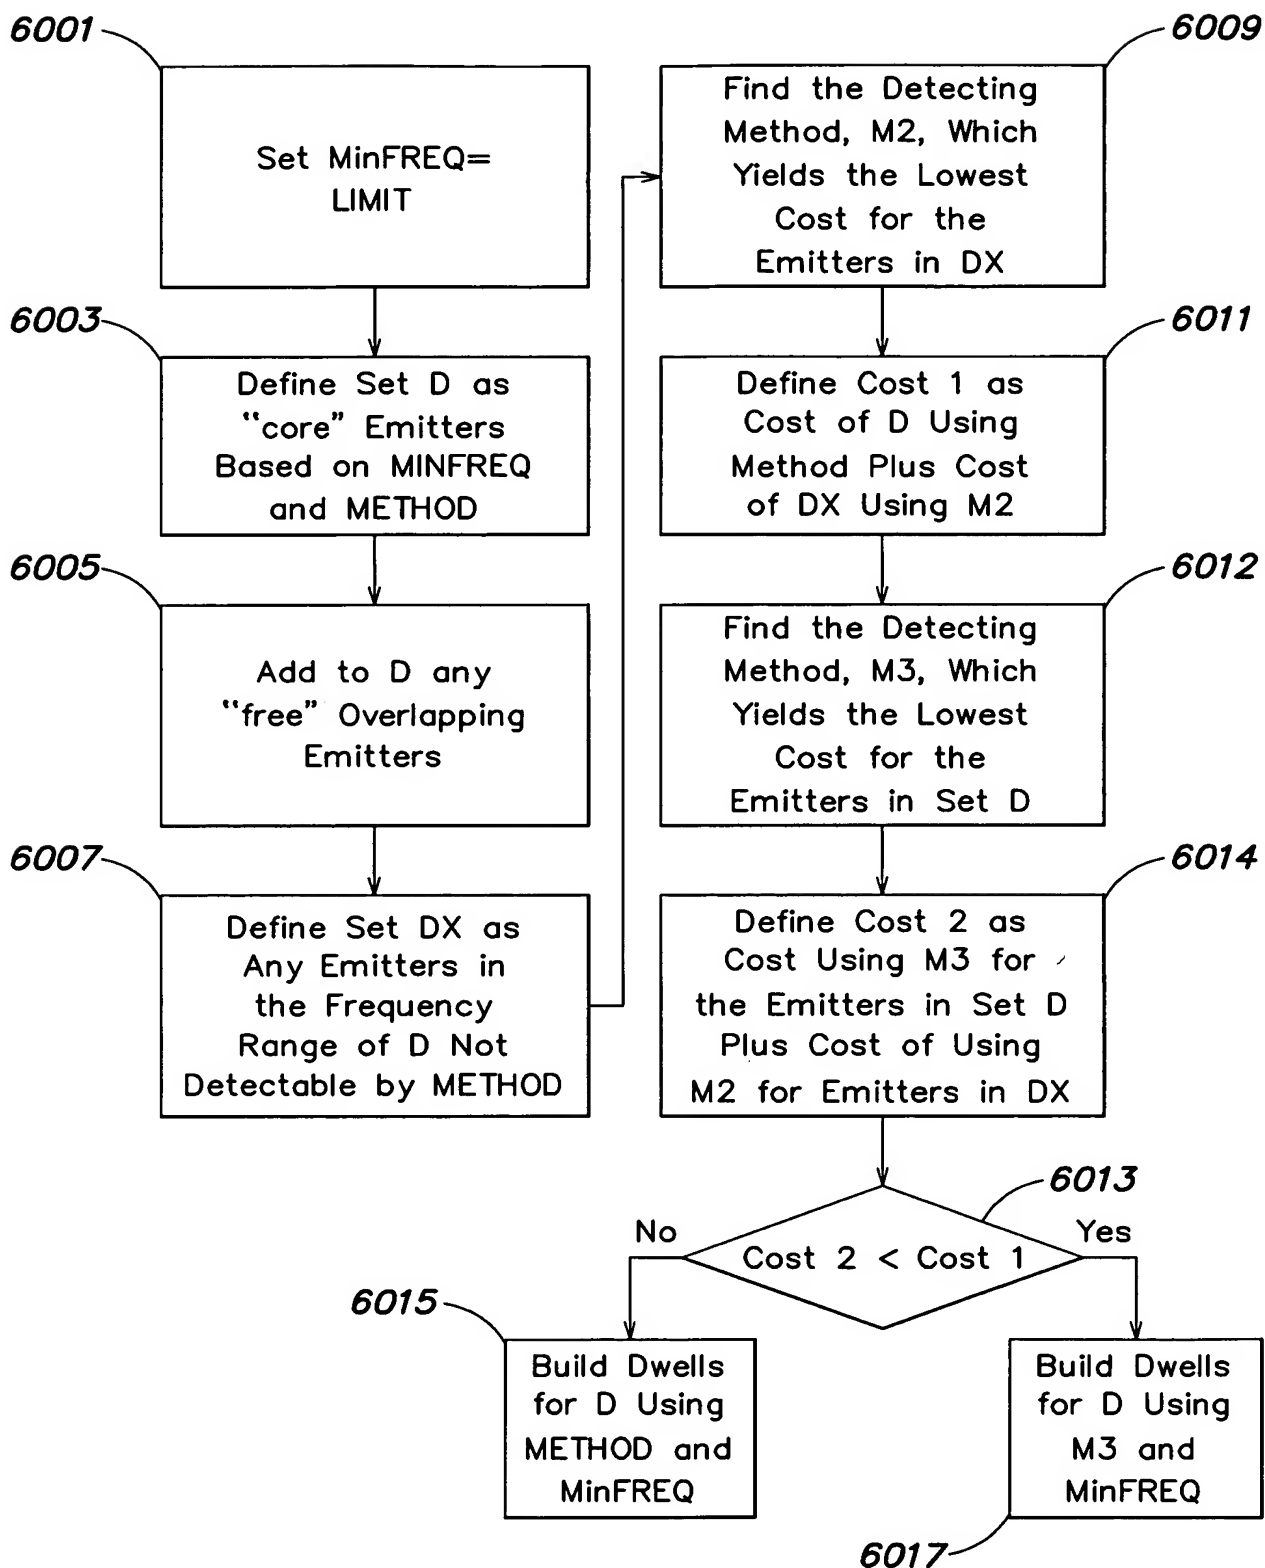 6001
Set MinFREQ=
LIMIT
6003
Define Set D as
“core” Emitters
Based on MINFREQ
and METHOD
6005
Add to D any
“free” Overlapping
Emitters
6007
Define Set DX as
Any Emitters in
the Frequency
Range of D Not
Detectable by METHOD
6009
Find the Detecting
Method, M2, Which
Yields the Lowest
Cost for the
Emitters in DX
6011
Define Cost 1 as
Cost of D Using
Method Plus Cost
of DX Using M2
6012
Find the Detecting
Method, M3, Which
Yields the Lowest
Cost for the
Emitters in Set D
6014
Define Cost 2 as
Cost Using M3 for
the Emitters in Set D
Plus Cost of Using
M2 for Emitters in DX
6013
No
Yes
Cost 2 < Cost 1
6015
Build Dwells
for D Using
METHOD and
MinFREQ
Build Dwells
for D Using
M3 and
MinFREQ
6017